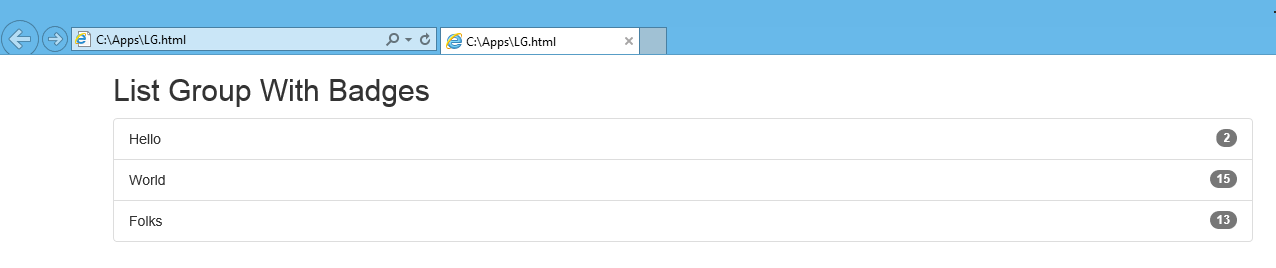 C:\Apps\LG.html
C:\Apps\LG.html
List Group With Badges
Hello 2
World 15
Folks 13